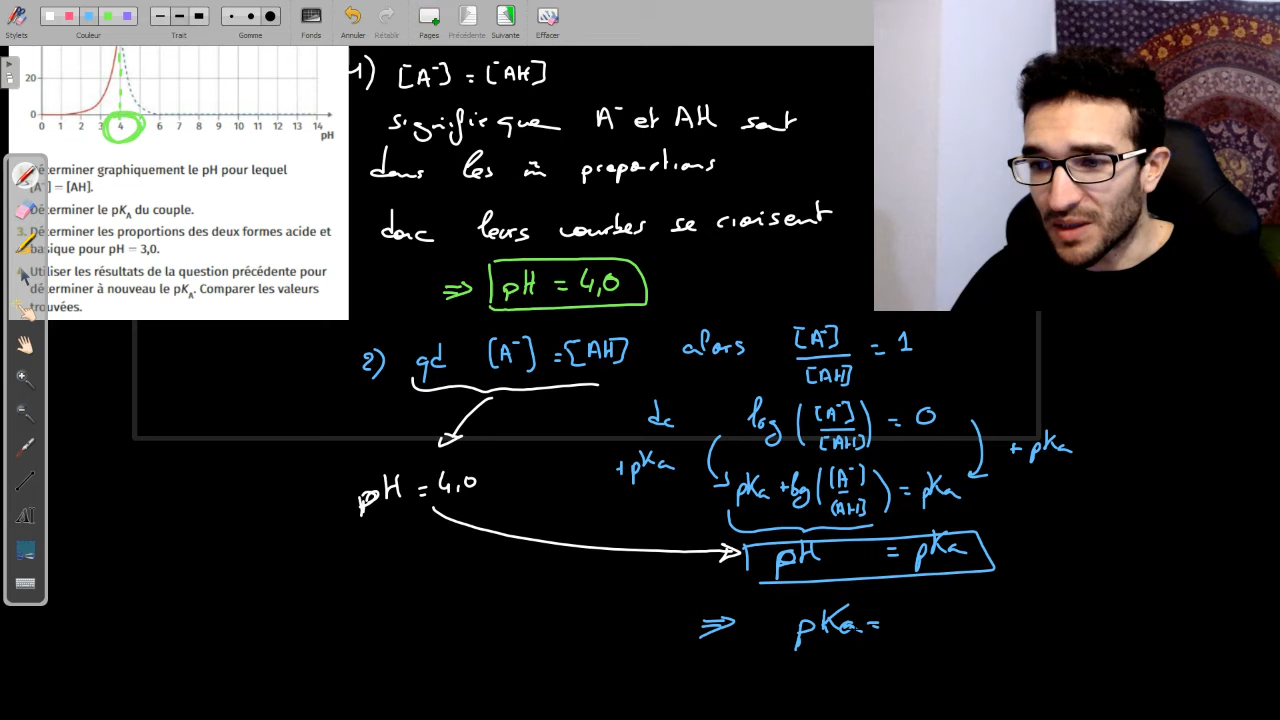 Stylets Couleur Trait Gomme Fonds Annuler Rétablir Pages Précédente Suivante Effacer
20
0
0 1 2 3 4 5 6 7 8 9 10 11 12 13 14
pH
Déterminer graphiquement le pH pour lequel
[A⁻] = [AH].
Déterminer le pKA du couple.
3. Déterminer les proportions des deux formes acide et
basique pour pH = 3,0.
Utiliser les résultats de la question précédente pour
déterminer à nouveau le pKA. Comparer les valeurs
trouvées.
1) [A⁻] = [AH]
signifie que A⁻ et AH sont
dans les m̄ proportions
donc leurs courbes se croisent
⇒ pH = 4,0
2) qd [A⁻] = [AH] alors [A⁻]/[AH] = 1
dc log([A⁻]/[AH]) = 0
+pKa + pKa
pKa + log([A⁻]/[AH]) = pKa
pH = 4,0
pH = pKa
⇒ pKa =